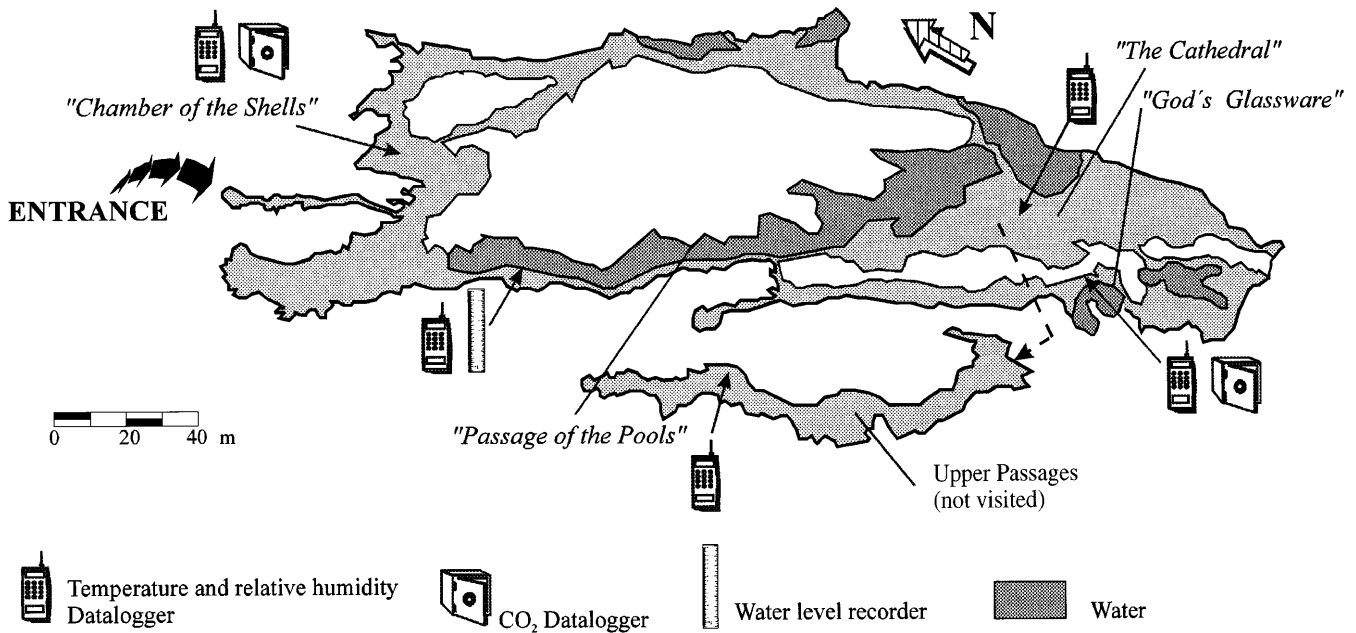 N
"The Cathedral"
"God´s Glassware"
"Chamber of the Shells"
ENTRANCE
0 20 40 m
"Passage of the Pools"
Upper Passages
(not visited)
Temperature and relative humidity
Datalogger
CO₂ Datalogger
Water level recorder
Water